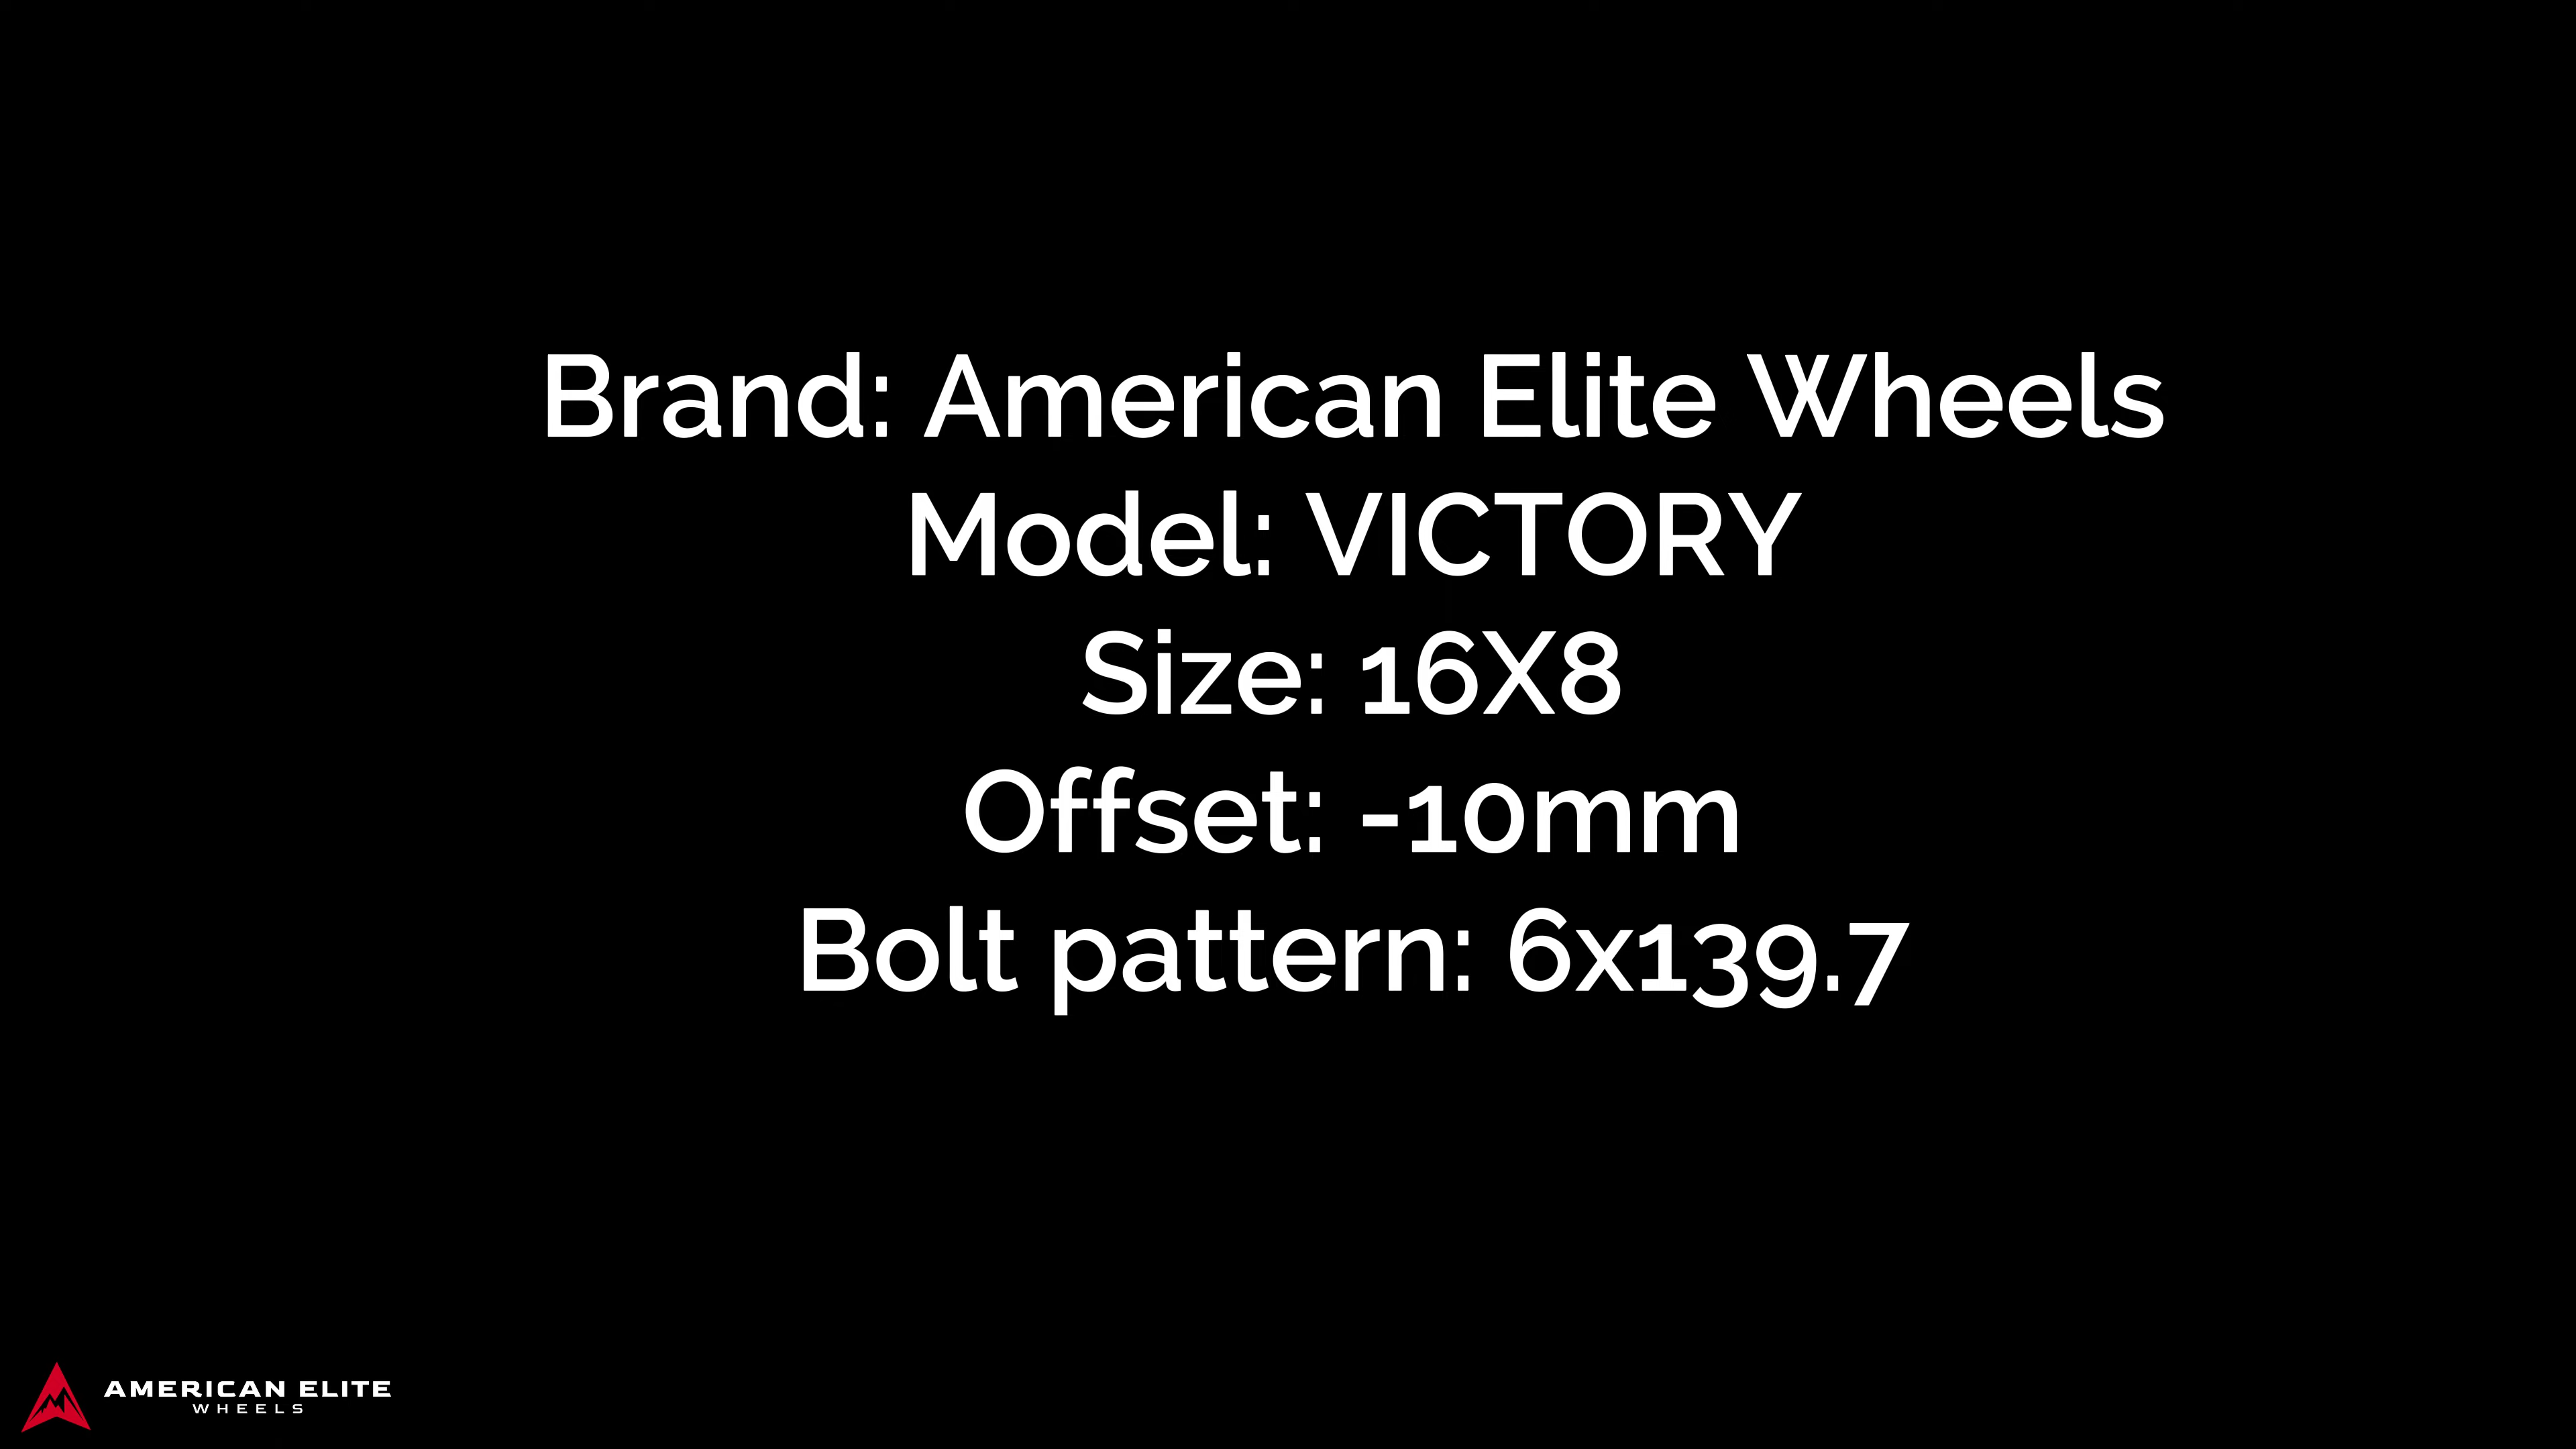 Brand: American Elite Wheels
Model: VICTORY
Size: 16X8
Offset: -10mm
Bolt pattern: 6x139.7
AMERICAN ELITE
WHEELS